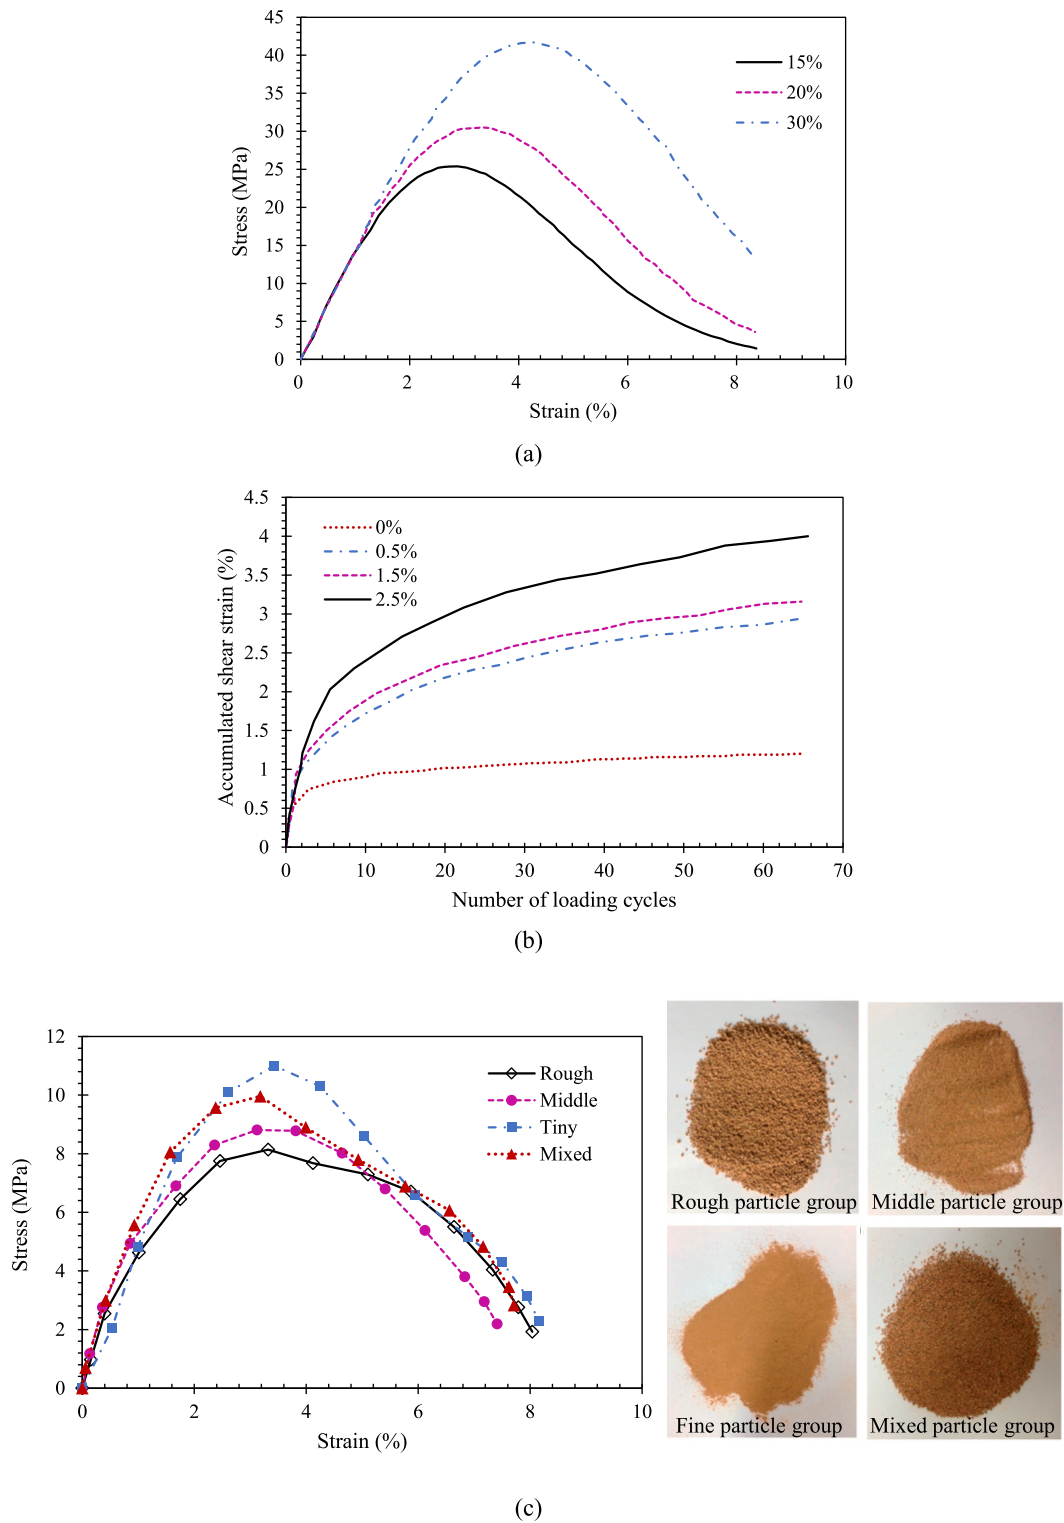 45
40
35
30
25
20
15
10
5
0
Stress (MPa)
15%
20%
30%
0 2 4 6 8 10
Strain (%)
(a)
4.5
4
3.5
3
2.5
2
1.5
1
0.5
0
Accumulated shear strain (%)
0%
0.5%
1.5%
2.5%
0 10 20 30 40 50 60 70
Number of loading cycles
(b)
12
10
8
6
4
2
0
Stress (MPa)
Rough
Middle
Tiny
Mixed
0 2 4 6 8 10
Strain (%)
Rough particle group
Middle particle group
Fine particle group
Mixed particle group
(c)